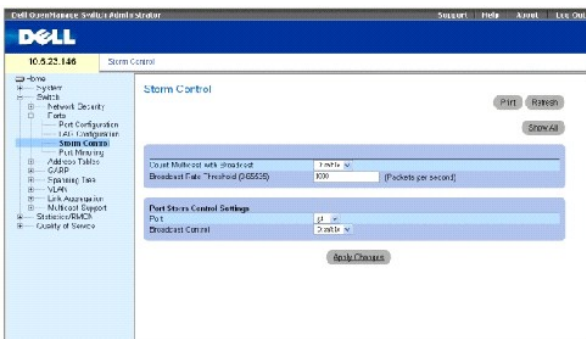 Dell OpenManage Switch Administrator
Support Help About Log Out
DELL
10.6.23.146 Storm Control
Home
System
Switch
Network Security
Ports
Port Configuration
LAG Configuration
Storm Control
Port Mirroring
Address Tables
GARP
Spanning Tree
VLAN
Link Aggregation
Multicast Support
Statistics/RMON
Quality of Service
Storm Control
Print Refresh
Show All
Count Multicast with Broadcast Disable
Broadcast Rate Threshold 1000 (Packets per second)
Port Storm Control Settings
Port g1
Broadcast Control Disable
Apply Changes